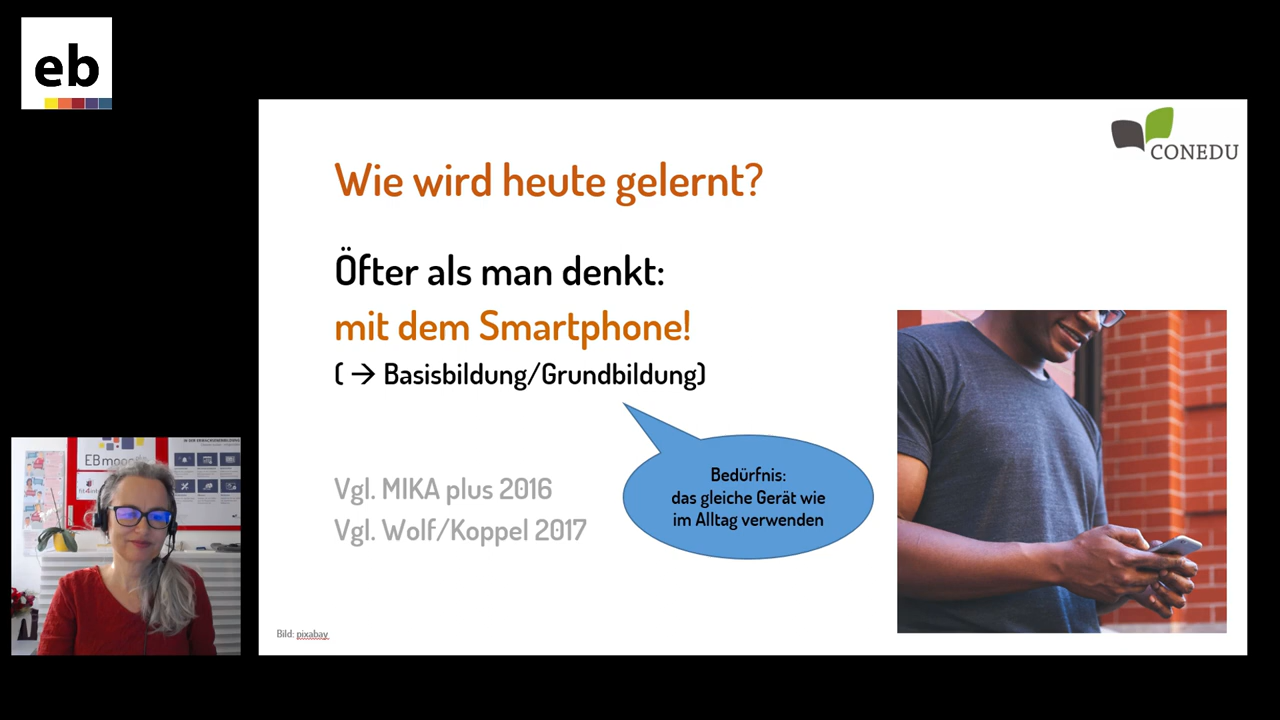 eb
CONEDU
Wie wird heute gelernt?
Öfter als man denkt:
mit dem Smartphone!
( → Basisbildung/Grundbildung)
Bedürfnis:
das gleiche Gerät wie
im Alltag verwenden
Vgl. MIKA plus 2016
Vgl. Wolf/Koppel 2017
Bild: pixabay